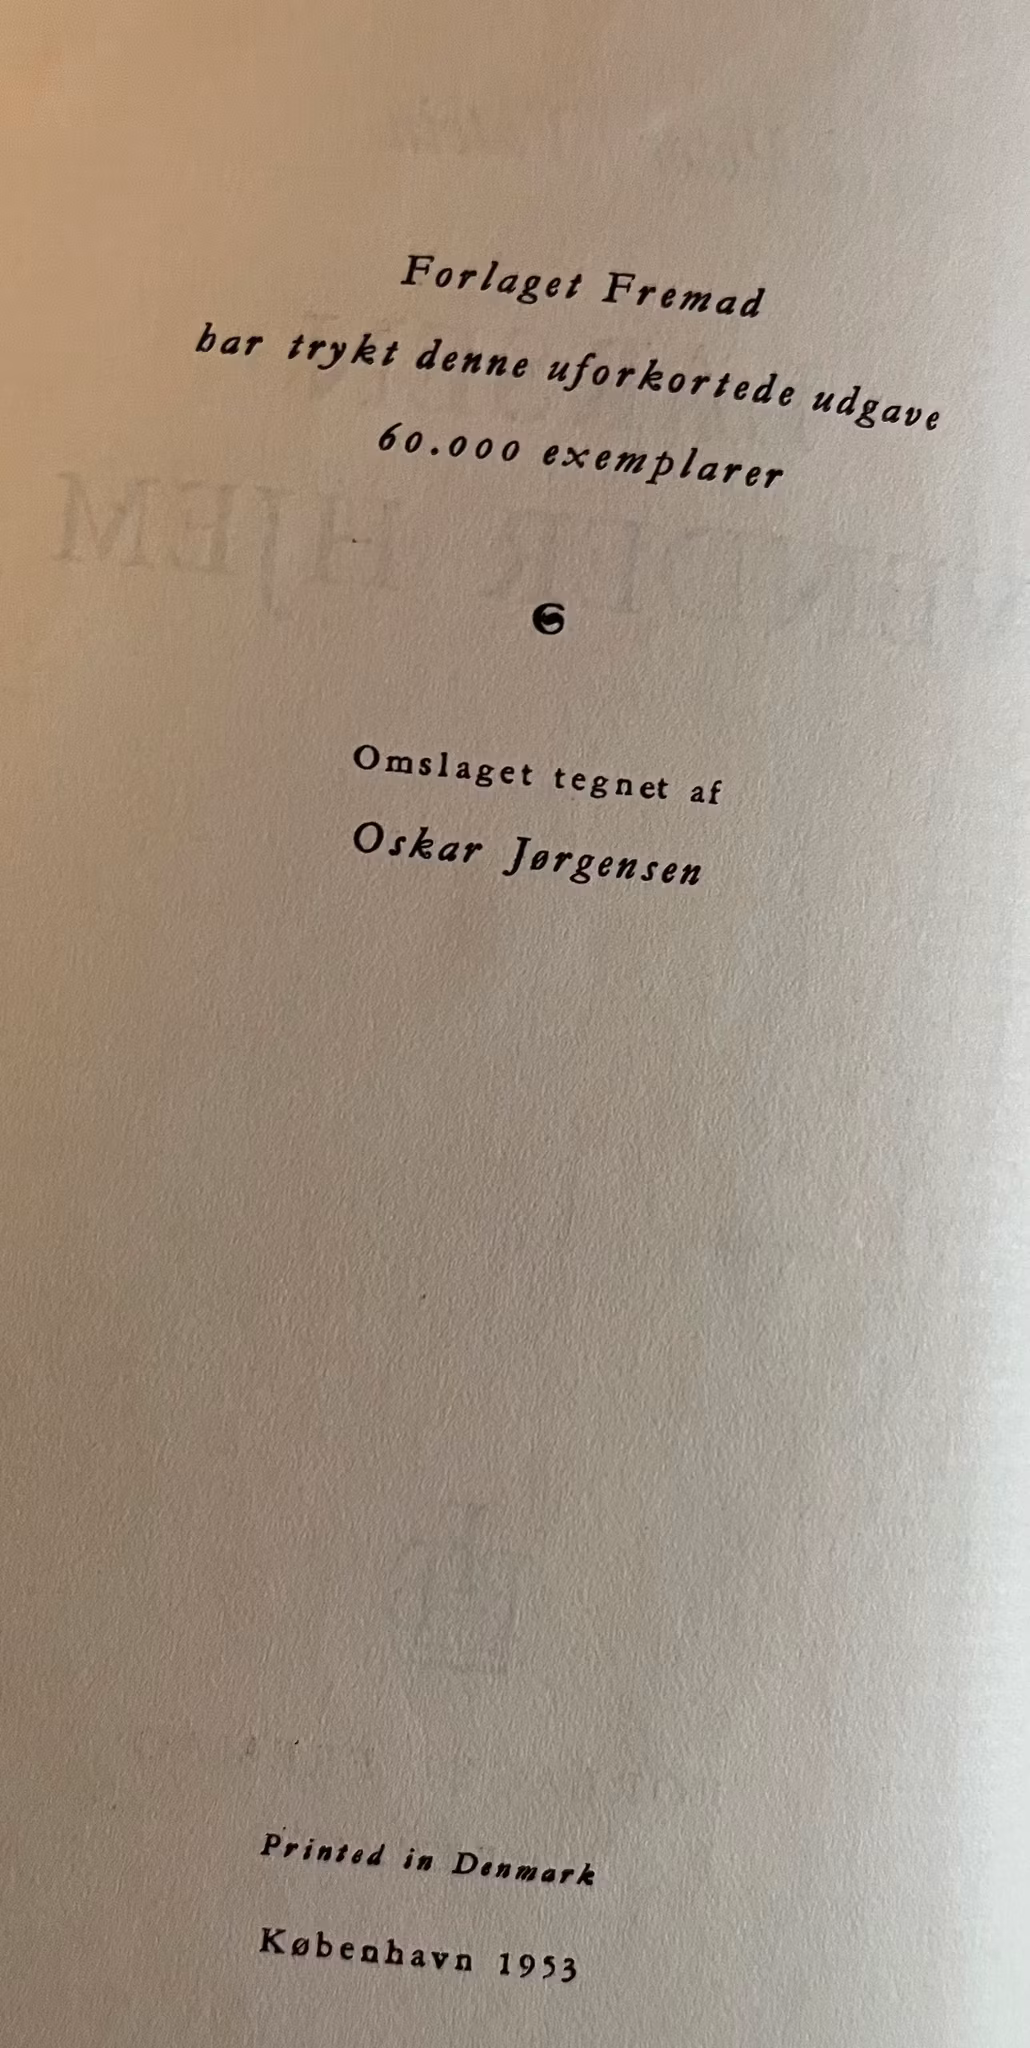 Forlaget Fremad
har trykt denne uforkortede udgave
60.000 exemplarer
Omslaget tegnet af
Oskar Jørgensen
Printed in Denmark
København 1953
HJEM